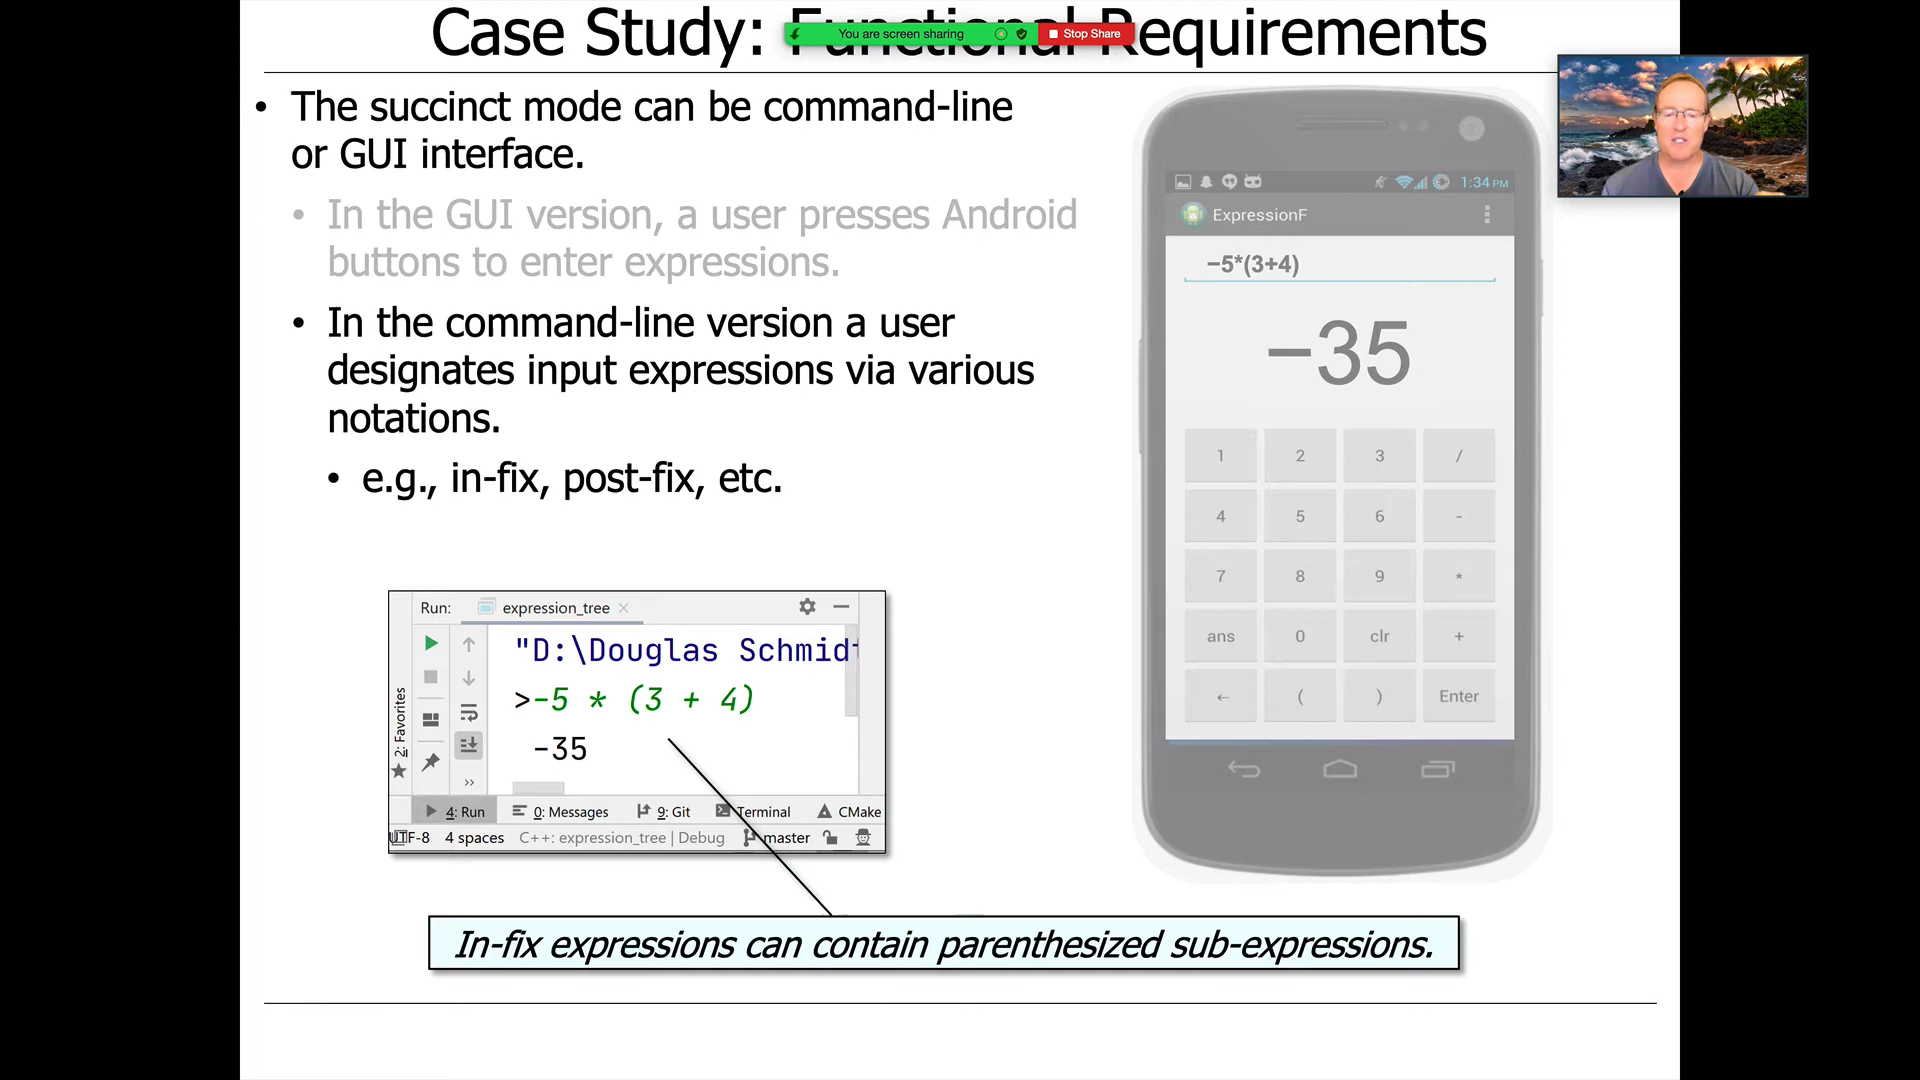 Case Study: Functional Requirements
You are screen sharing
Stop Share
• The succinct mode can be command-line
or GUI interface.
• In the GUI version, a user presses Android
buttons to enter expressions.
• In the command-line version a user
designates input expressions via various
notations.
• e.g., in-fix, post-fix, etc.
1:34 PM
ExpressionF
−5*(3+4)
−35
1 2 3 /
4 5 6 -
7 8 9 *
ans 0 clr +
← ( ) Enter
Run: expression_tree
"D:\Douglas Schmidt
>-5 * (3 + 4)
-35
2: Favorites
4: Run 0: Messages 9: Git Terminal CMake
UTF-8 4 spaces C++: expression_tree | Debug master
In-fix expressions can contain parenthesized sub-expressions.